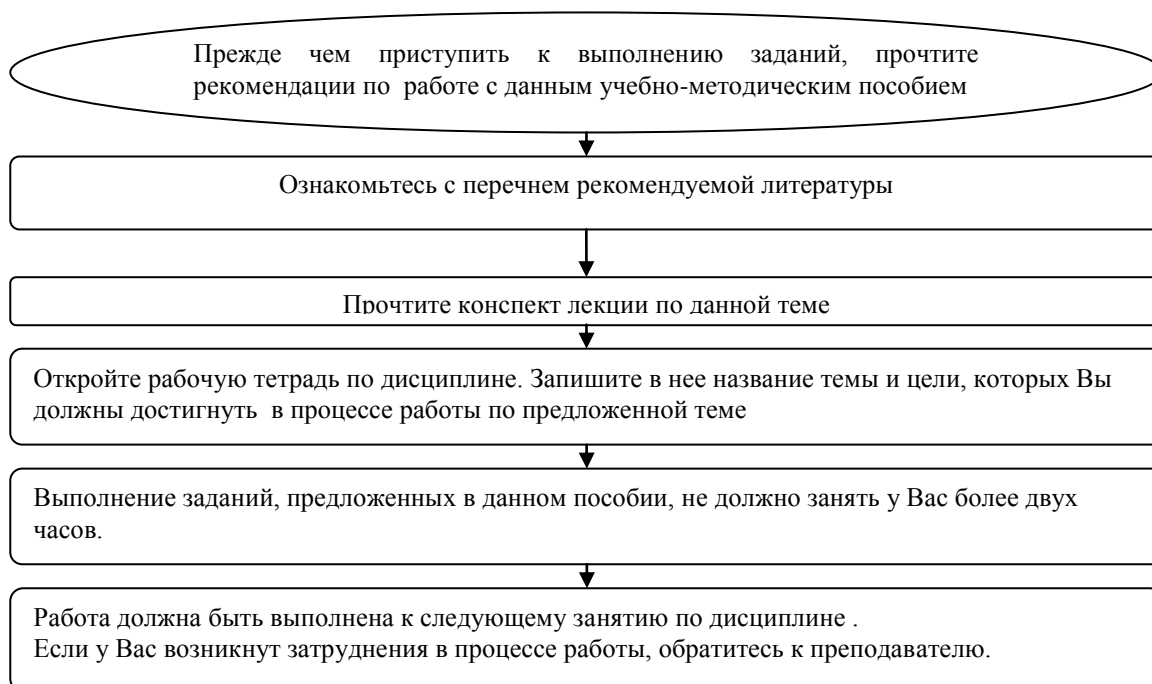 Прежде чем приступить к выполнению заданий, прочтите
рекомендации по работе с данным учебно-методическим пособием
Ознакомьтесь с перечнем рекомендуемой литературы
Прочтите конспект лекции по данной теме
Откройте рабочую тетрадь по дисциплине. Запишите в нее название темы и цели, которых Вы
должны достигнуть в процессе работы по предложенной теме
Выполнение заданий, предложенных в данном пособии, не должно занять у Вас более двух
часов.
Работа должна быть выполнена к следующему занятию по дисциплине .
Если у Вас возникнут затруднения в процессе работы, обратитесь к преподавателю.